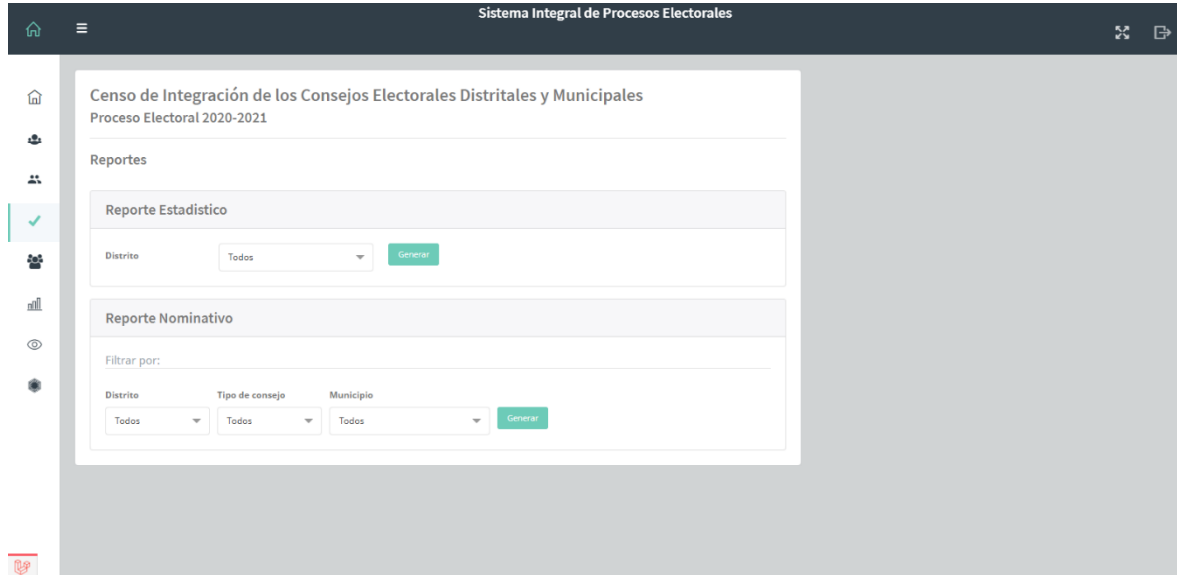 Sistema Integral de Procesos Electorales
Censo de Integración de los Consejos Electorales Distritales y Municipales
Proceso Electoral 2020-2021
Reportes
Reporte Estadistico
Distrito
Todos
Generar
Reporte Nominativo
Filtrar por:
Distrito
Tipo de consejo
Municipio
Todos
Todos
Todos
Generar